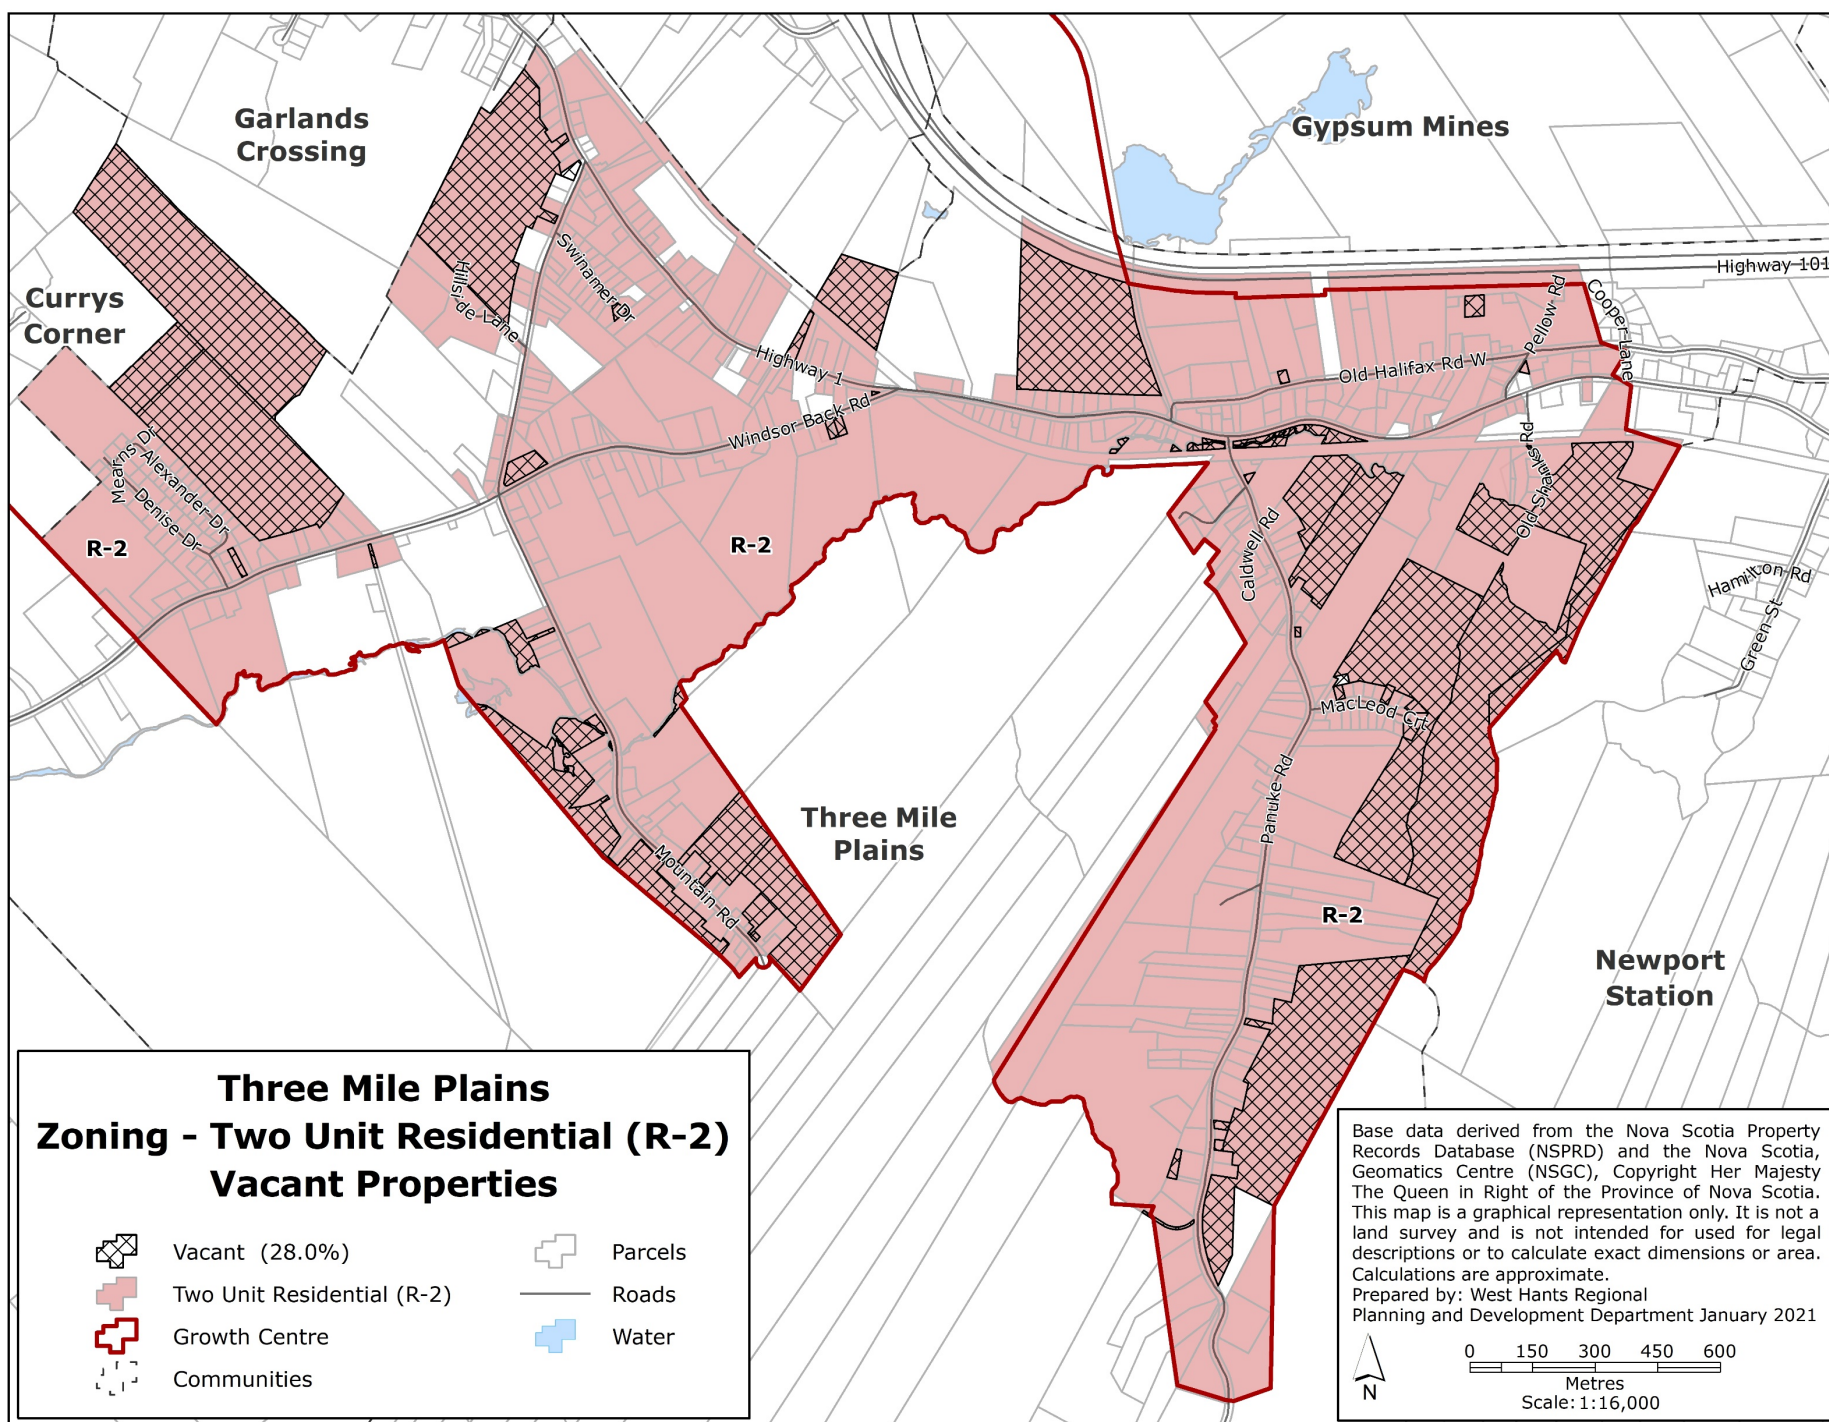 Garlands
Crossing
Gypsum Mines
Currys
Corner
Highway 101
Hillside Lane
Swinamer Dr
Highway 1
Windsor Back Rd
Old Halifax Rd W
Pellow Rd
Cooper Lane
Mearns Dr
Alexander Dr
Denise Dr
R-2
R-2
Caldwell Rd
Old Shanks Rd
Hamilton Rd
Green St
MacLeod Crt
Panuke Rd
Three Mile
Plains
Mountain Rd
R-2
Newport
Station
Three Mile Plains
Zoning - Two Unit Residential (R-2)
Vacant Properties
Vacant (28.0%)
Two Unit Residential (R-2)
Growth Centre
Communities
Parcels
Roads
Water
Base data derived from the Nova Scotia Property
Records Database (NSPRD) and the Nova Scotia,
Geomatics Centre (NSGC), Copyright Her Majesty
The Queen in Right of the Province of Nova Scotia.
This map is a graphical representation only. It is not a
land survey and is not intended for used for legal
descriptions or to calculate exact dimensions or area.
Calculations are approximate.
Prepared by: West Hants Regional
Planning and Development Department January 2021
N
0 150 300 450 600
Metres
Scale: 1:16,000